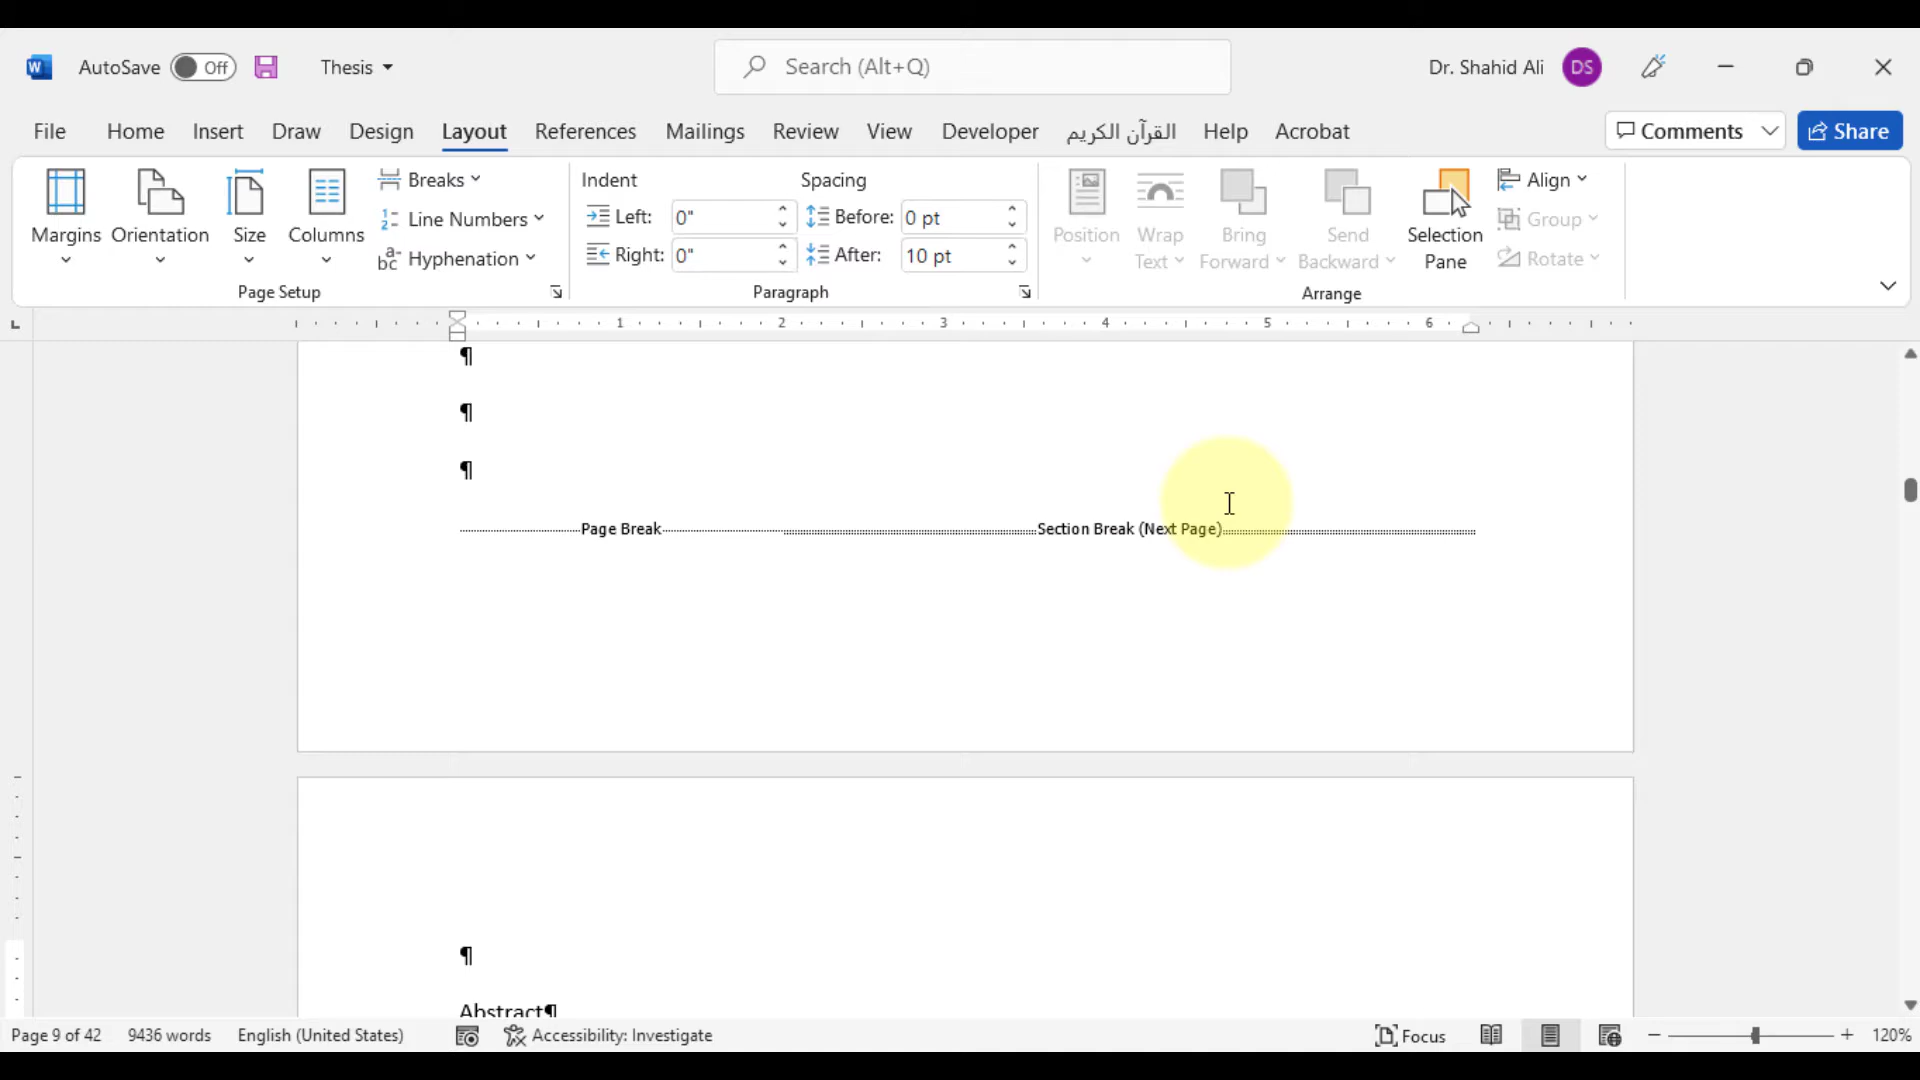 AutoSave Off Thesis Search (Alt+Q) Dr. Shahid Ali DS
File Home Insert Draw Design Layout References Mailings Review View Developer القرآن الكريم Help Acrobat Comments Share
Margins Orientation Size Columns Breaks Line Numbers Hyphenation
Page Setup
Indent Spacing
Left: 0" Before: 0 pt
Right: 0" After: 10 pt
Paragraph
Position Wrap Text Bring Forward Send Backward Selection Pane Align Group Rotate
Arrange
1 2 3 4 5 6
¶
¶
¶
Page Break Section Break (Next Page)
¶
Abstract¶
Page 9 of 42 9436 words English (United States) Accessibility: Investigate Focus 120%